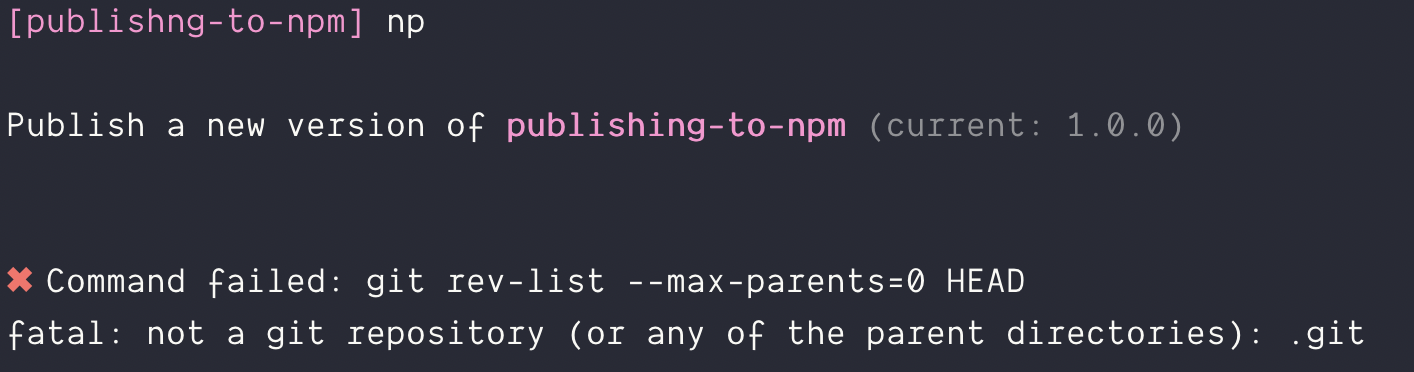 [publishng-to-npm] np
Publish a new version of publishing-to-npm (current: 1.0.0)
✖ Command failed: git rev-list --max-parents=0 HEAD
fatal: not a git repository (or any of the parent directories): .git